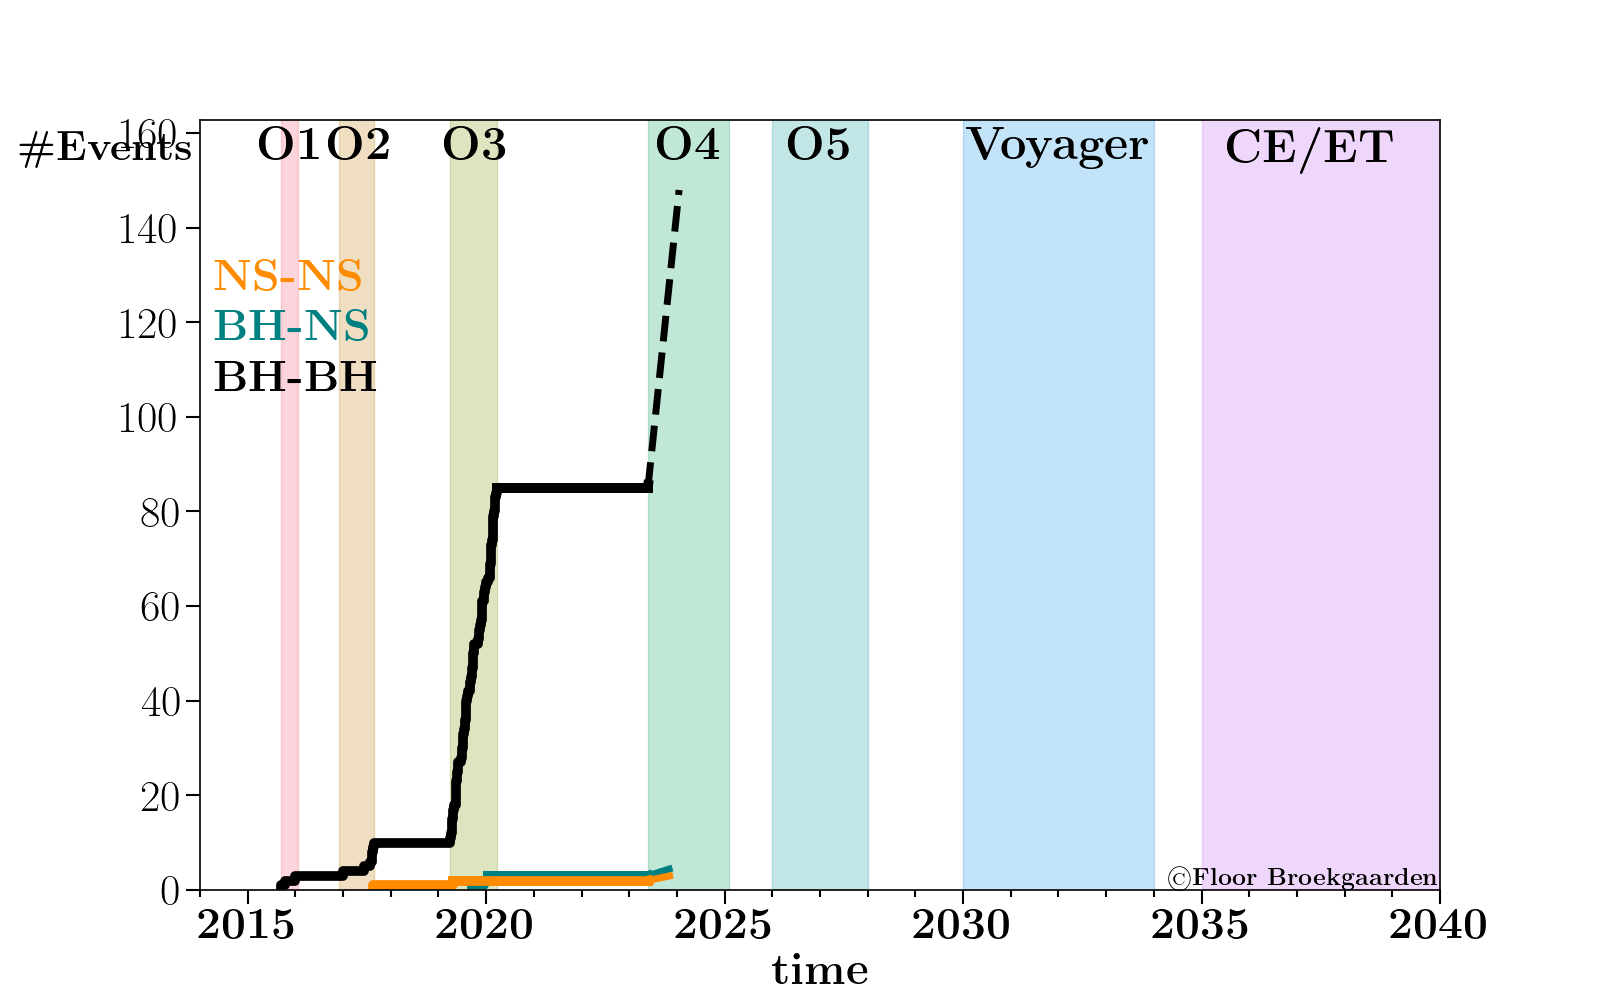 160
#Events
O1 O2 O3 O4 O5 Voyager CE/ET
140
NS-NS
120
BH-NS
BH-BH
100
80
60
40
20
0
©Floor Broekgaarden
2015 2020 2025 2030 2035 2040
time